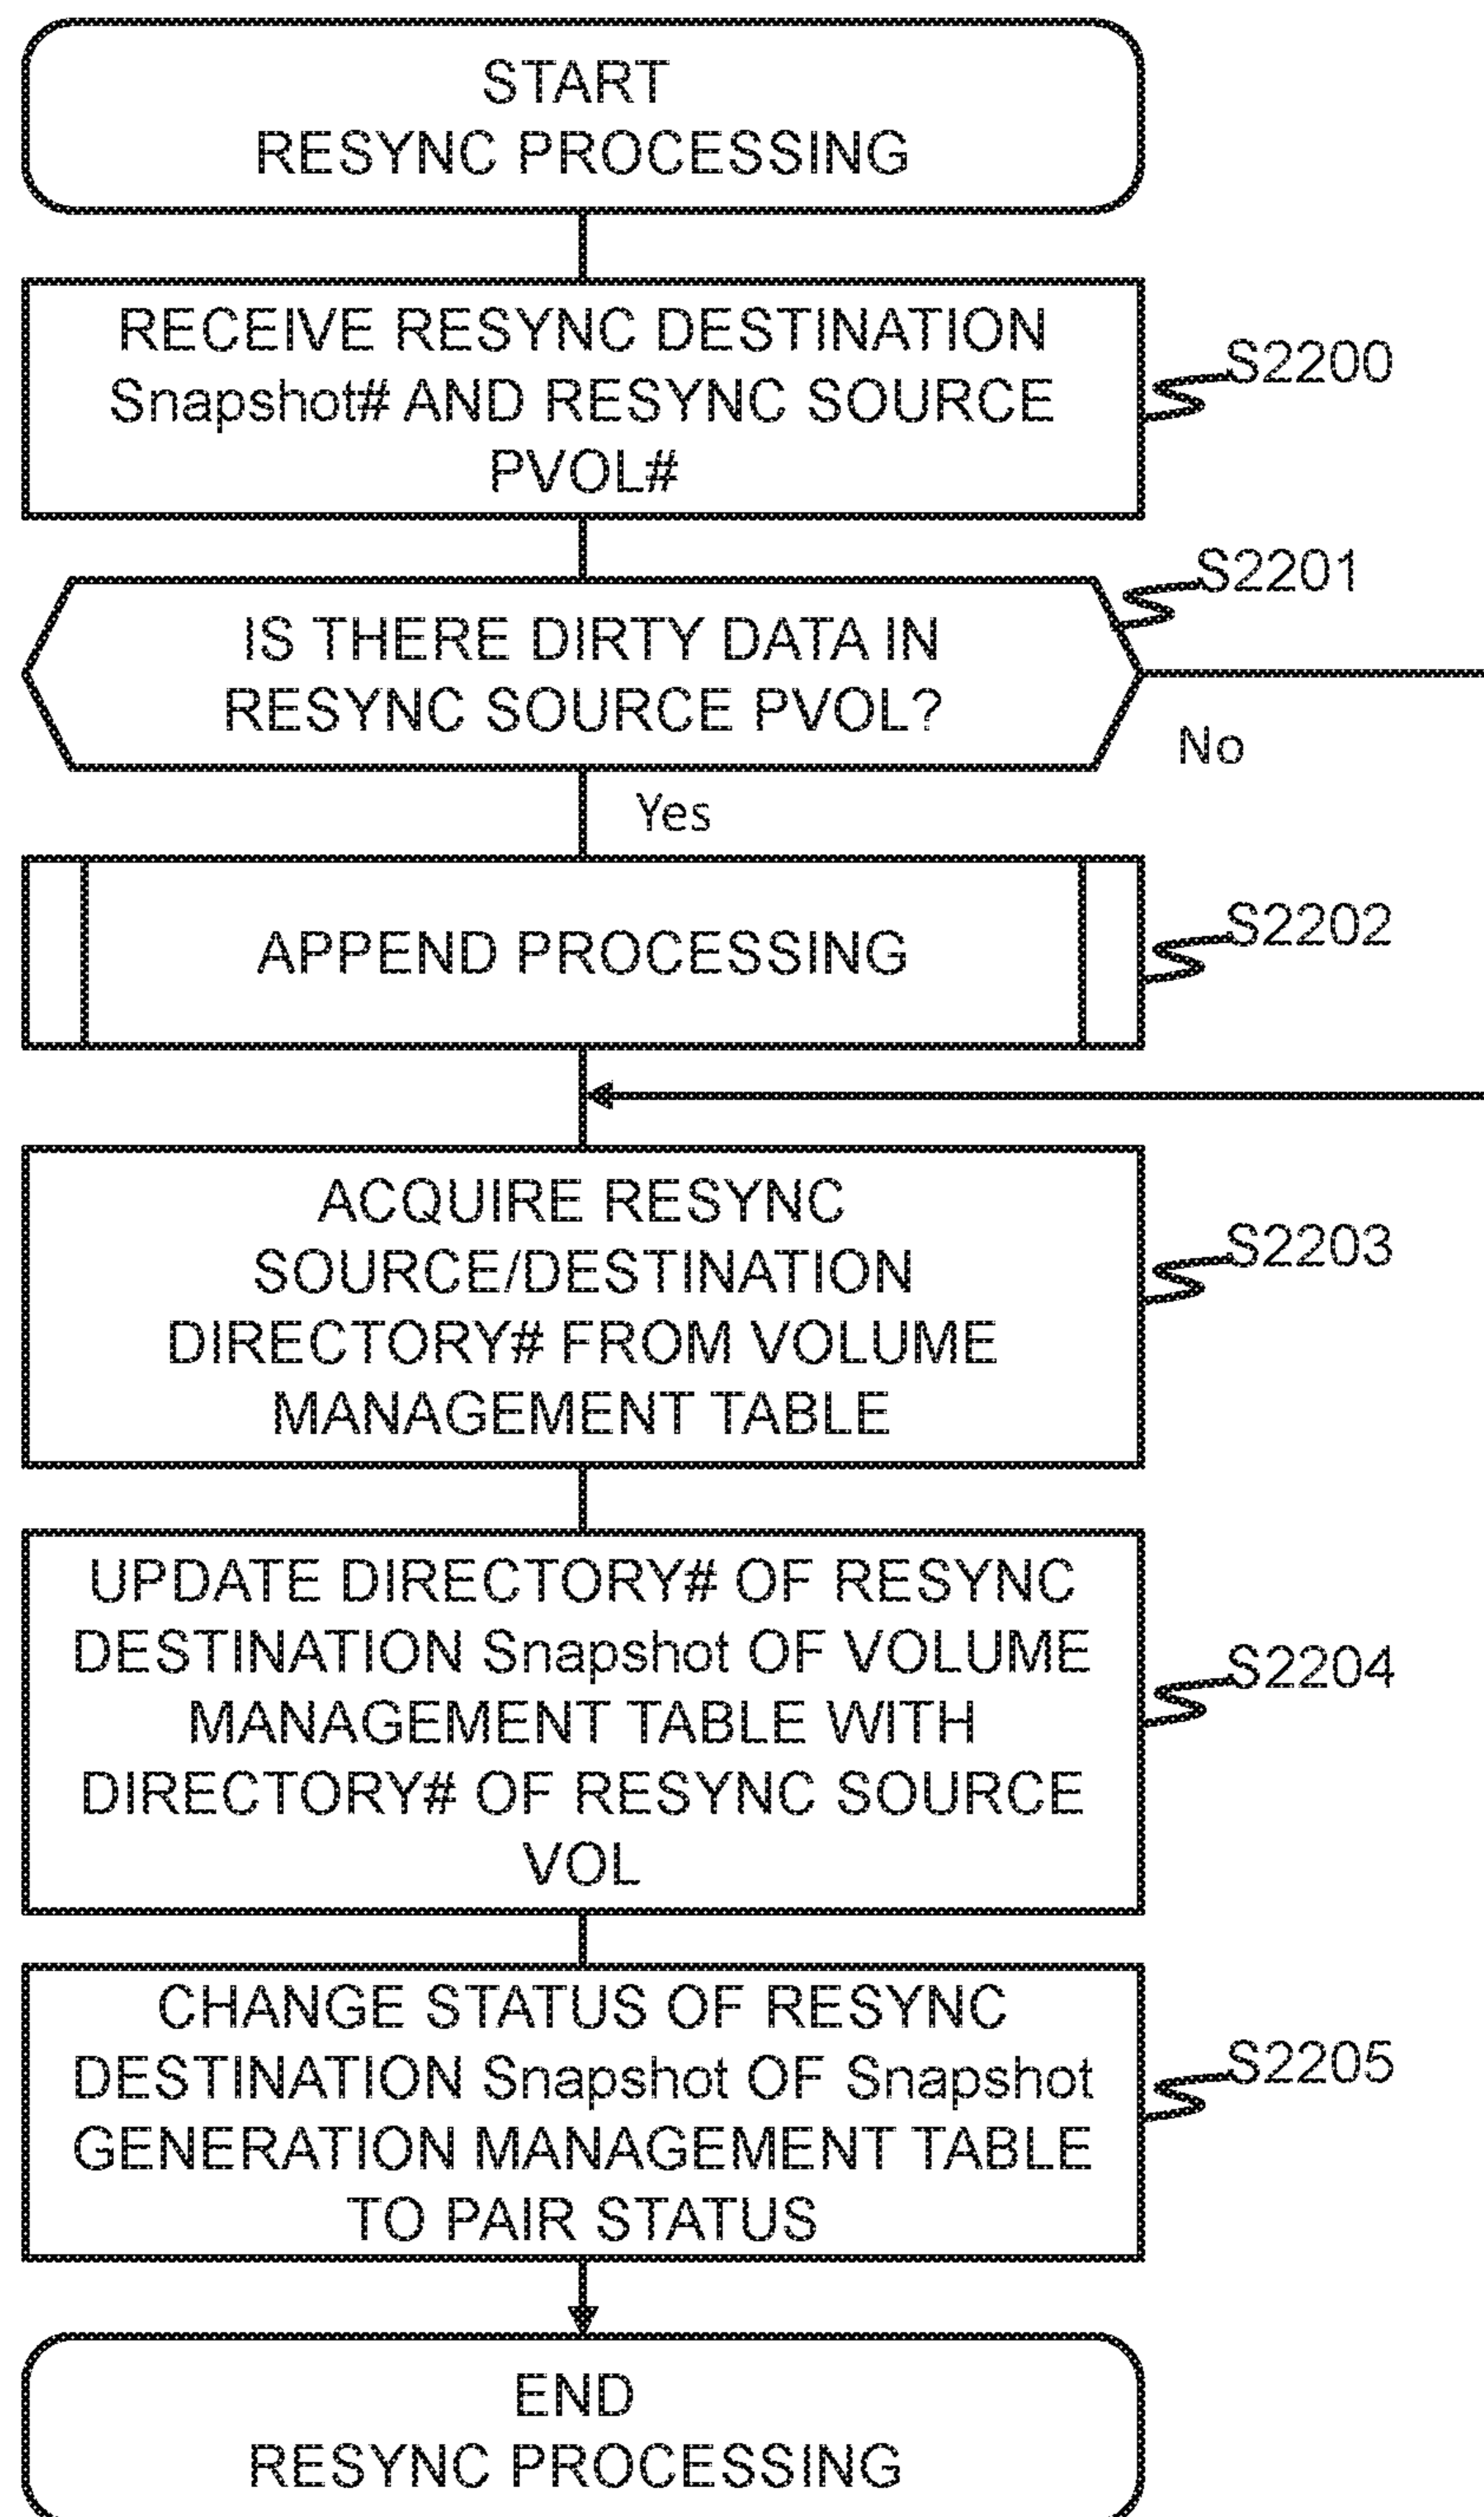 START
RESYNC PROCESSING
RECEIVE RESYNC DESTINATION
Snapshot# AND RESYNC SOURCE
PVOL#
S2200
S2201
IS THERE DIRTY DATA IN
RESYNC SOURCE PVOL?
No
Yes
APPEND PROCESSING
S2202
ACQUIRE RESYNC
SOURCE/DESTINATION
DIRECTORY# FROM VOLUME
MANAGEMENT TABLE
S2203
UPDATE DIRECTORY# OF RESYNC
DESTINATION Snapshot OF VOLUME
MANAGEMENT TABLE WITH
DIRECTORY# OF RESYNC SOURCE
VOL
S2204
CHANGE STATUS OF RESYNC
DESTINATION Snapshot OF Snapshot
GENERATION MANAGEMENT TABLE
TO PAIR STATUS
S2205
END
RESYNC PROCESSING